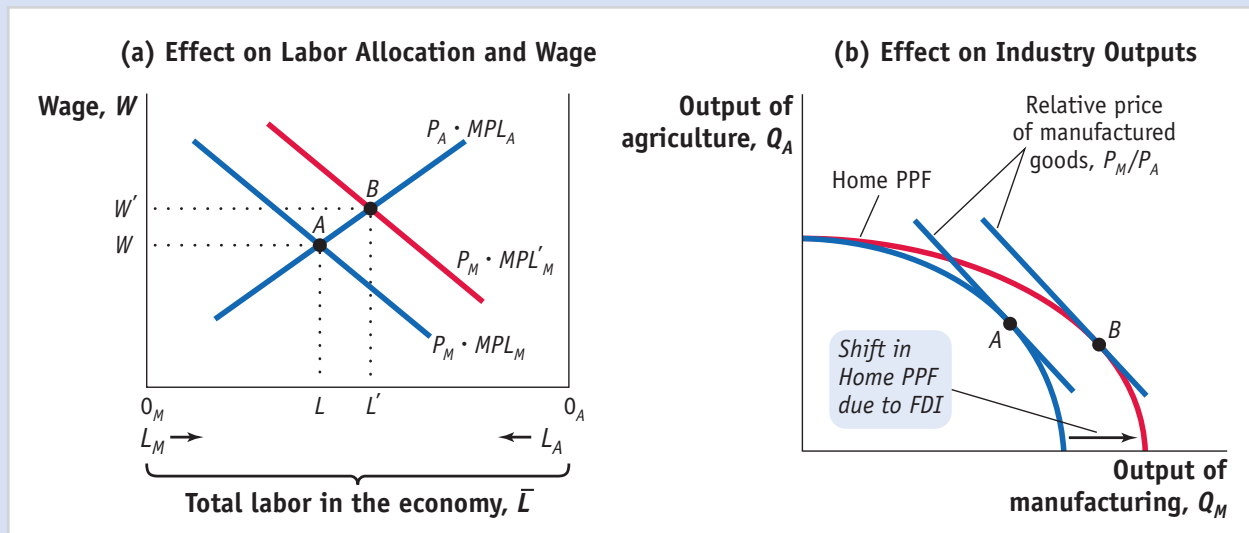 (a) Effect on Labor Allocation and Wage
Wage, W
P_A · MPL_A
B
W′
A
W
P_M · MPL′_M
P_M · MPL_M
0_M
L
L′
0_A
L_M
L_A
Total labor in the economy, L̅
(b) Effect on Industry Outputs
Output of
agriculture, Q_A
Relative price
of manufactured
goods, P_M/P_A
Home PPF
A
B
Shift in
Home PPF
due to FDI
Output of
manufacturing, Q_M